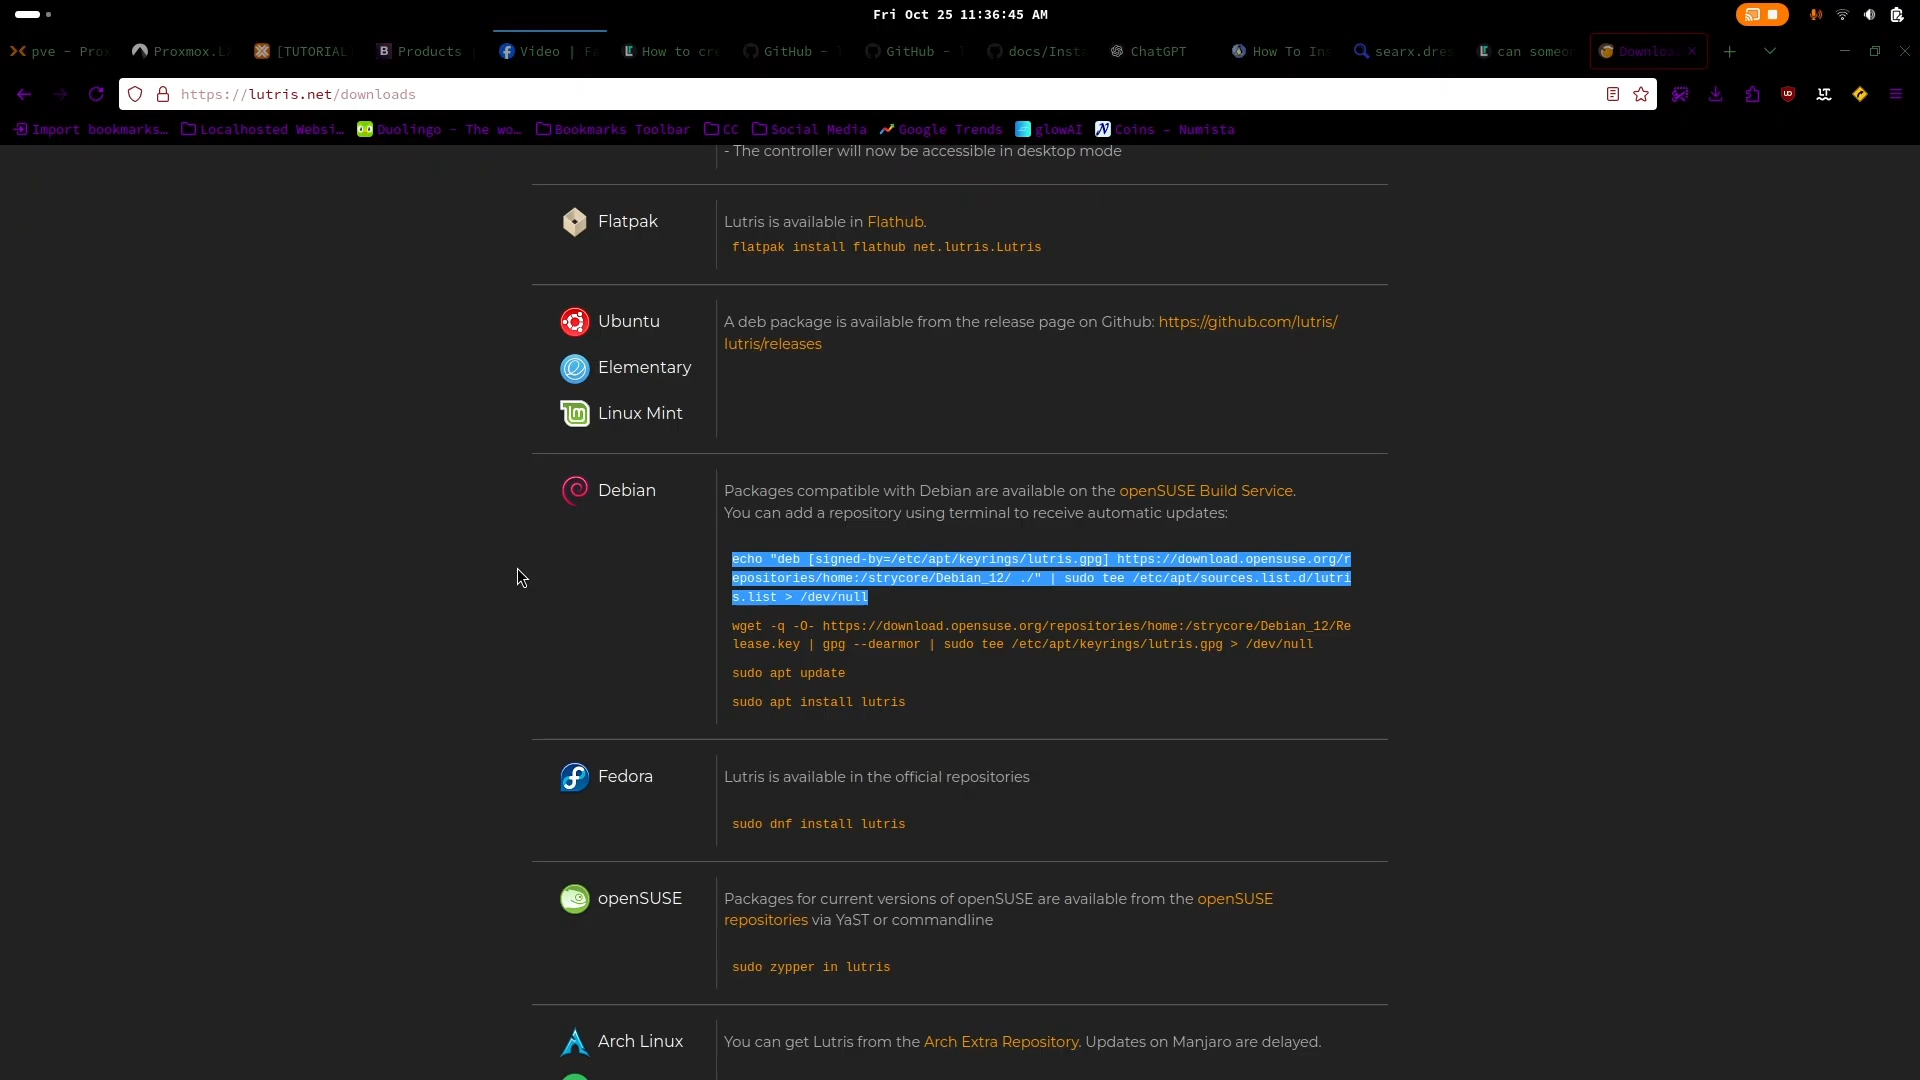 Fri Oct 25 11:36:45 AM
pve - Prox
Proxmox.L
[TUTORIAL
Products
Video | Fa
How to cre
GitHub -
GitHub -
docs/Insta
ChatGPT
How To Ins
searx.dres
can someon
Downloa
https://lutris.net/downloads
Import bookmarks…
Localhosted Websi…
Duolingo - The wo…
Bookmarks Toolbar
CC
Social Media
Google Trends
glowAI
Coins - Numista
- The controller will now be accessible in desktop mode
Flatpak
Lutris is available in Flathub.
flatpak install flathub net.lutris.Lutris
Ubuntu
Elementary
Linux Mint
A deb package is available from the release page on Github: https://github.com/lutris/
lutris/releases
Debian
Packages compatible with Debian are available on the openSUSE Build Service.
You can add a repository using terminal to receive automatic updates:
echo "deb [signed-by=/etc/apt/keyrings/lutris.gpg] https://download.opensuse.org/r
epositories/home:/strycore/Debian_12/ ./" | sudo tee /etc/apt/sources.list.d/lutri
s.list > /dev/null
wget -q -O- https://download.opensuse.org/repositories/home:/strycore/Debian_12/Re
lease.key | gpg --dearmor | sudo tee /etc/apt/keyrings/lutris.gpg > /dev/null
sudo apt update
sudo apt install lutris
Fedora
Lutris is available in the official repositories
sudo dnf install lutris
openSUSE
Packages for current versions of openSUSE are available from the openSUSE
repositories via YaST or commandline
sudo zypper in lutris
Arch Linux
You can get Lutris from the Arch Extra Repository. Updates on Manjaro are delayed.